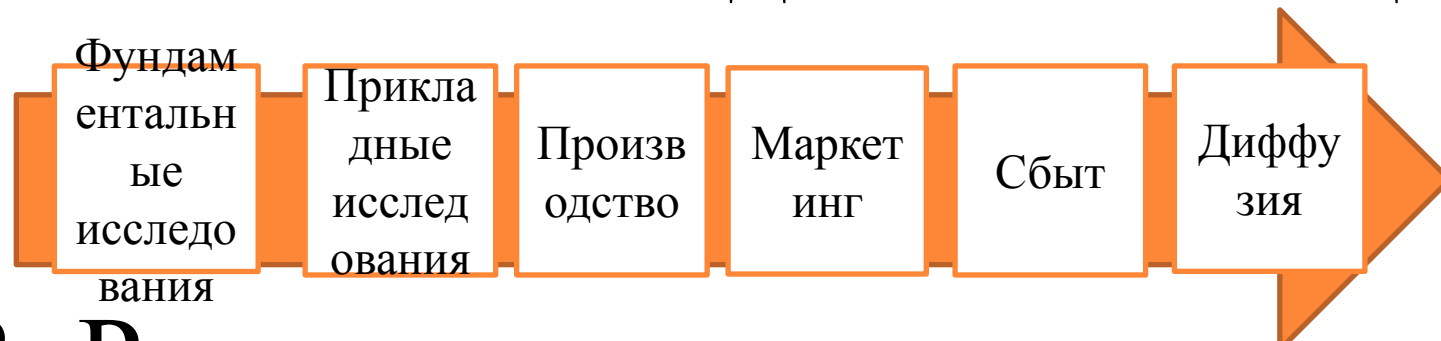 Фундам
ентальн
ые
исследо
вания
Прикла
дные
исслед
ования
Произв
одство
Маркет
инг
Сбыт
Диффу
зия